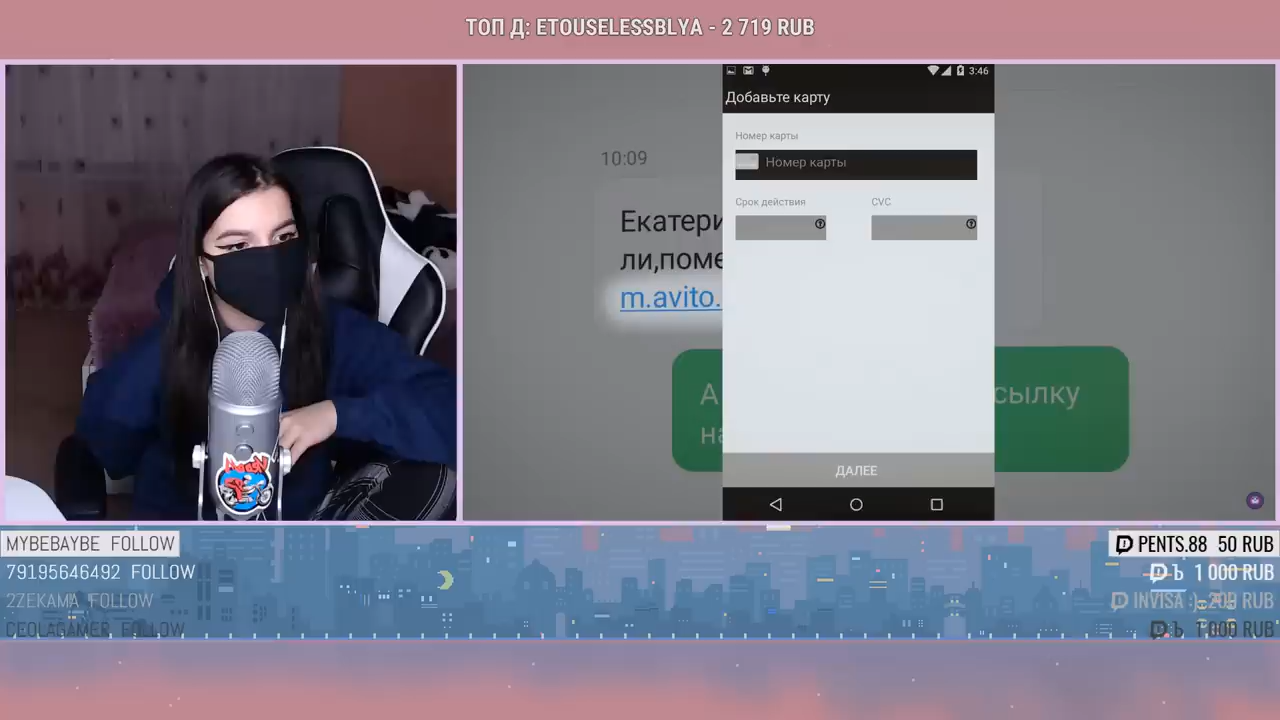 ТОП Д: ETOUSELESSBLYA - 2 719 RUB
3:46
Добавьте карту
Номер карты
Номер карты
Срок действия
CVC
ДАЛЕЕ
10:09
Екатери
ли,поме
m.avito.
А
сылку
на
MYBEBAYBE FOLLOW
79195646492 FOLLOW
2ZEKAMA FOLLOW
CEOLAGAMER FOLLOW
PENTS.88 50 RUB
Ъ 1 000 RUB
INVISA :) 200 RUB
Ъ 1 000 RUB